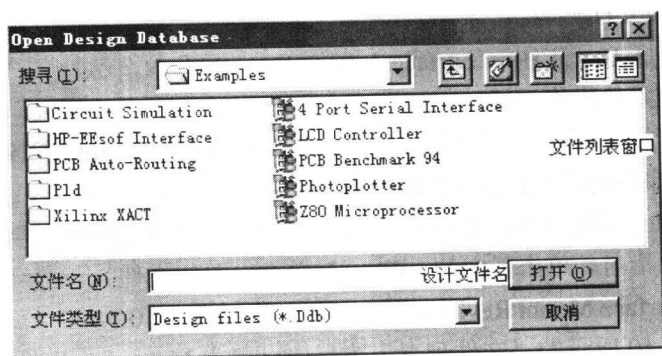 Open Design Database
搜寻(I): Examples
Circuit Simulation
HP-EEsof Interface
PCB Auto-Routing
Pld
Xilinx XACT
4 Port Serial Interface
LCD Controller
PCB Benchmark 94
Photoplotter
Z80 Microprocessor
文件列表窗口
文件名(N): 设计文件名 打开(O)
文件类型(T): Design files (*.Ddb) 取消